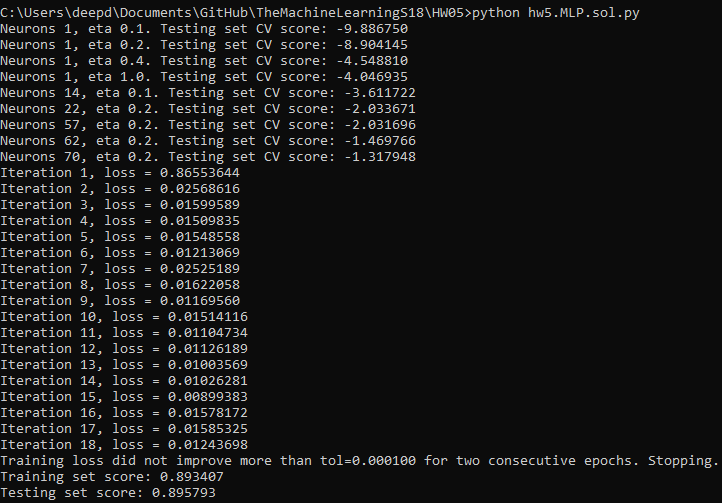 C:\Users\deepd\Documents\GitHub\TheMachineLearningS18\HW05>python hw5.MLP.sol.py
Neurons 1, eta 0.1. Testing set CV score: -9.886750
Neurons 1, eta 0.2. Testing set CV score: -8.904145
Neurons 1, eta 0.4. Testing set CV score: -4.548810
Neurons 1, eta 1.0. Testing set CV score: -4.046935
Neurons 14, eta 0.1. Testing set CV score: -3.611722
Neurons 22, eta 0.2. Testing set CV score: -2.033671
Neurons 57, eta 0.2. Testing set CV score: -2.031696
Neurons 62, eta 0.2. Testing set CV score: -1.469766
Neurons 70, eta 0.2. Testing set CV score: -1.317948
Iteration 1, loss = 0.86553644
Iteration 2, loss = 0.02568616
Iteration 3, loss = 0.01599589
Iteration 4, loss = 0.01509835
Iteration 5, loss = 0.01548558
Iteration 6, loss = 0.01213069
Iteration 7, loss = 0.02525189
Iteration 8, loss = 0.01622058
Iteration 9, loss = 0.01169560
Iteration 10, loss = 0.01514116
Iteration 11, loss = 0.01104734
Iteration 12, loss = 0.01126189
Iteration 13, loss = 0.01003569
Iteration 14, loss = 0.01026281
Iteration 15, loss = 0.00899383
Iteration 16, loss = 0.01578172
Iteration 17, loss = 0.01585325
Iteration 18, loss = 0.01243698
Training loss did not improve more than tol=0.000100 for two consecutive epochs. Stopping.
Training set score: 0.893407
Testing set score: 0.895793